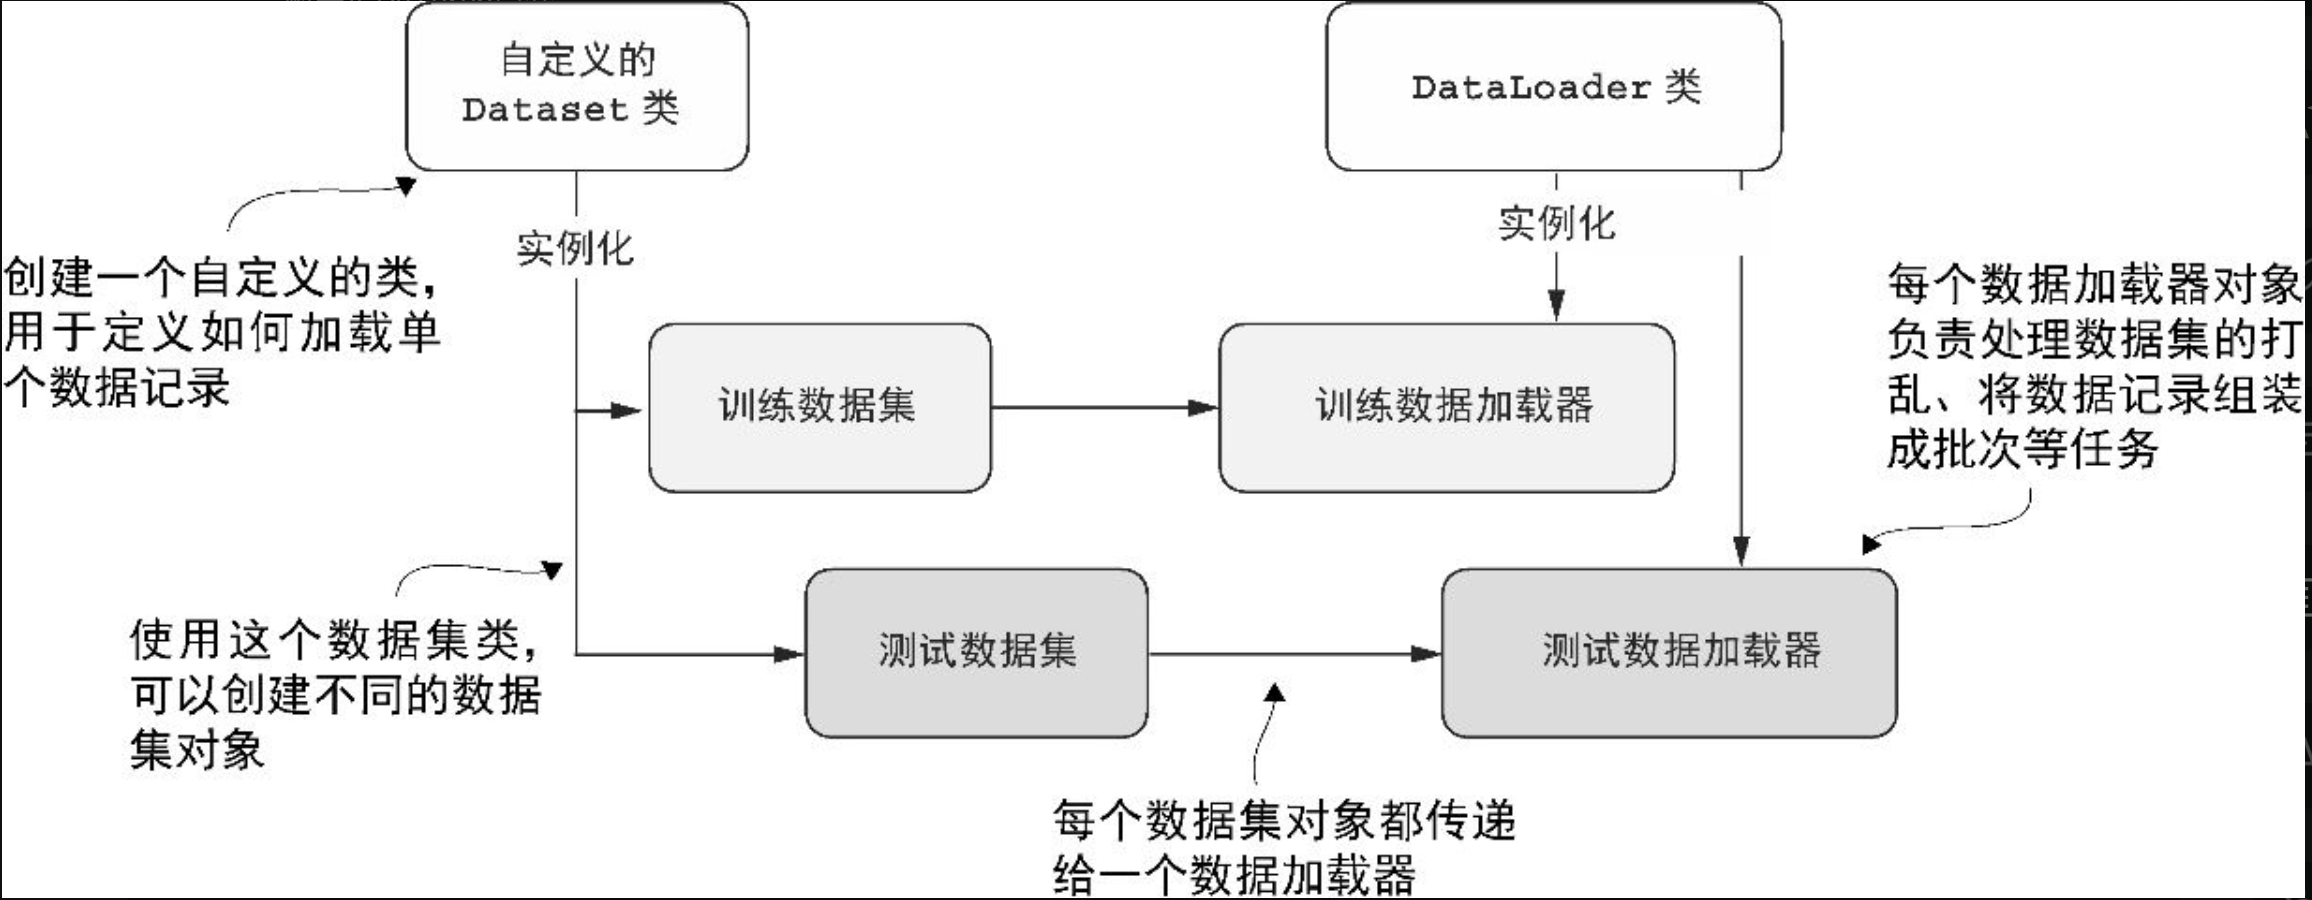 自定义的
Dataset 类
DataLoader 类
实例化
实例化
创建一个自定义的类，
用于定义如何加载单
个数据记录
每个数据加载器对象
负责处理数据集的打
乱、将数据记录组装
成批次等任务
训练数据集
训练数据加载器
使用这个数据集类，
可以创建不同的数据
集对象
测试数据集
测试数据加载器
每个数据集对象都传递
给一个数据加载器